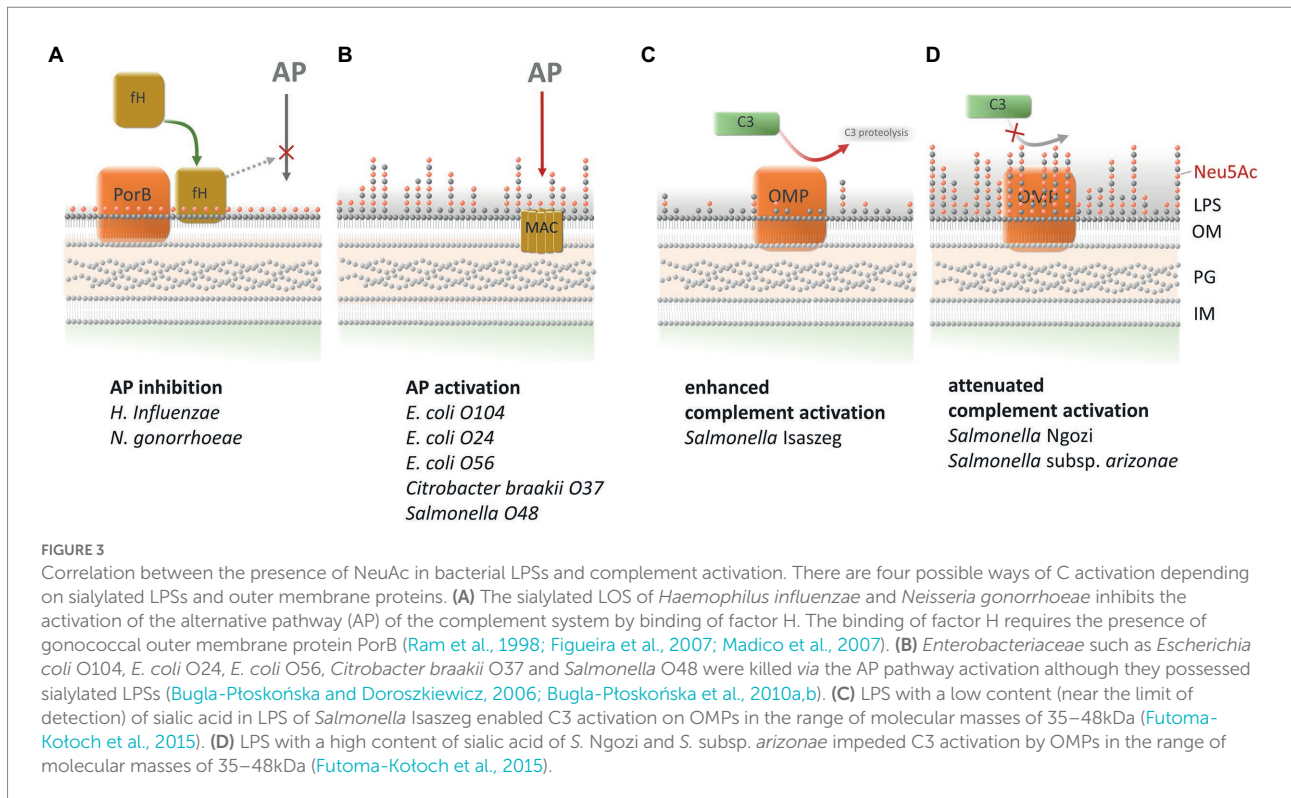 A
B
C
D
AP
AP
fH
C3
C3
C3 proteolysis
PorB
fH
MAC
OMP
OMP
Neu5Ac
LPS
OM
PG
IM
AP inhibition
H. Influenzae
N. gonorrhoeae
AP activation
E. coli O104
E. coli O24
E. coli O56
Citrobacter braakii O37
Salmonella O48
enhanced
complement activation
Salmonella Isaszeg
attenuated
complement activation
Salmonella Ngozi
Salmonella subsp. arizonae
FIGURE 3
Correlation between the presence of NeuAc in bacterial LPSs and complement activation. There are four possible ways of C activation depending
on sialylated LPSs and outer membrane proteins. (A) The sialylated LOS of Haemophilus influenzae and Neisseria gonorrhoeae inhibits the
activation of the alternative pathway (AP) of the complement system by binding of factor H. The binding of factor H requires the presence of
gonococcal outer membrane protein PorB (Ram et al., 1998; Figueira et al., 2007; Madico et al., 2007). (B) Enterobacteriaceae such as Escherichia
coli O104, E. coli O24, E. coli O56, Citrobacter braakii O37 and Salmonella O48 were killed via the AP pathway activation although they possessed
sialylated LPSs (Bugla-Płoskońska and Doroszkiewicz, 2006; Bugla-Płoskońska et al., 2010a,b). (C) LPS with a low content (near the limit of
detection) of sialic acid in LPS of Salmonella Isaszeg enabled C3 activation on OMPs in the range of molecular masses of 35–48kDa (Futoma-
Kołoch et al., 2015). (D) LPS with a high content of sialic acid of S. Ngozi and S. subsp. arizonae impeded C3 activation by OMPs in the range of
molecular masses of 35–48kDa (Futoma-Kołoch et al., 2015).